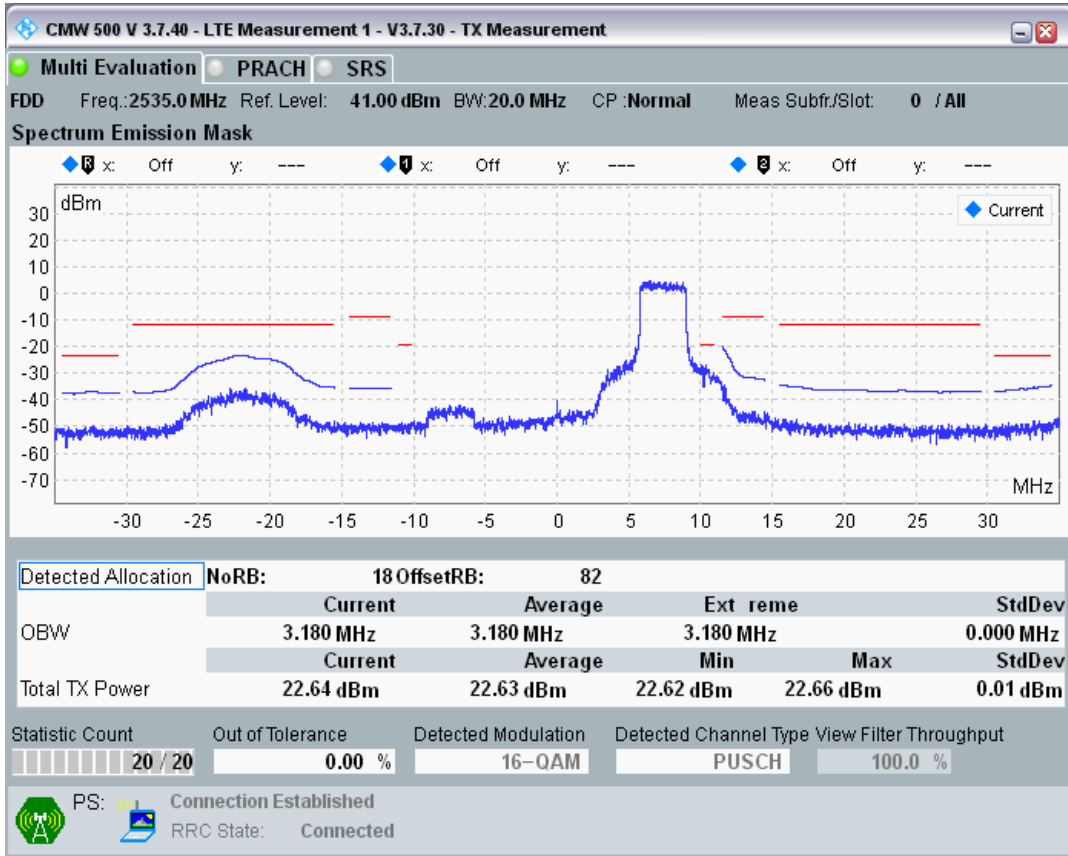 CMW 500 V 3.7.40 - LTE Measurement 1 - V3.7.30 - TX Measurement
Multi Evaluation PRACH SRS
FDD Freq.:2535.0 MHz Ref. Level: 41.00 dBm BW:20.0 MHz CP :Normal Meas Subfr./Slot: 0 / All
Spectrum Emission Mask
R x: Off y: --- 1 x: Off y: --- 2 x: Off y: ---
dBm
Current
30
20
10
0
-10
-20
-30
-40
-50
-60
-70
MHz
-30 -25 -20 -15 -10 -5 0 5 10 15 20 25 30
Detected Allocation NoRB: 18 OffsetRB: 82
Current Average Ext reme StdDev
OBW 3.180 MHz 3.180 MHz 3.180 MHz 0.000 MHz
Current Average Min Max StdDev
Total TX Power 22.64 dBm 22.63 dBm 22.62 dBm 22.66 dBm 0.01 dBm
Statistic Count Out of Tolerance Detected Modulation Detected Channel Type View Filter Throughput
20 / 20 0.00 % 16-QAM PUSCH 100.0 %
PS: Connection Established
RRC State: Connected